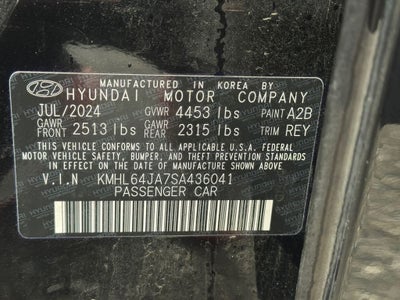 MANUFACTURED IN KOREA BY
HYUNDAI MOTOR COMPANY
JUL/2024 GVWR 4453 lbs PAINT A2B
GAWR FRONT 2513 lbs GAWR REAR 2315 lbs TRIM REY
THIS VEHICLE CONFORMS TO ALL APPLICABLE U.S.A. FEDERAL
MOTOR VEHICLE SAFETY, BUMPER, AND THEFT PREVENTION STANDARDS
IN EFFECT ON THE DATE OF MANUFACTURE SHOWN ABOVE.
V.I.N KMHL64JA7SA436041
PASSENGER CAR